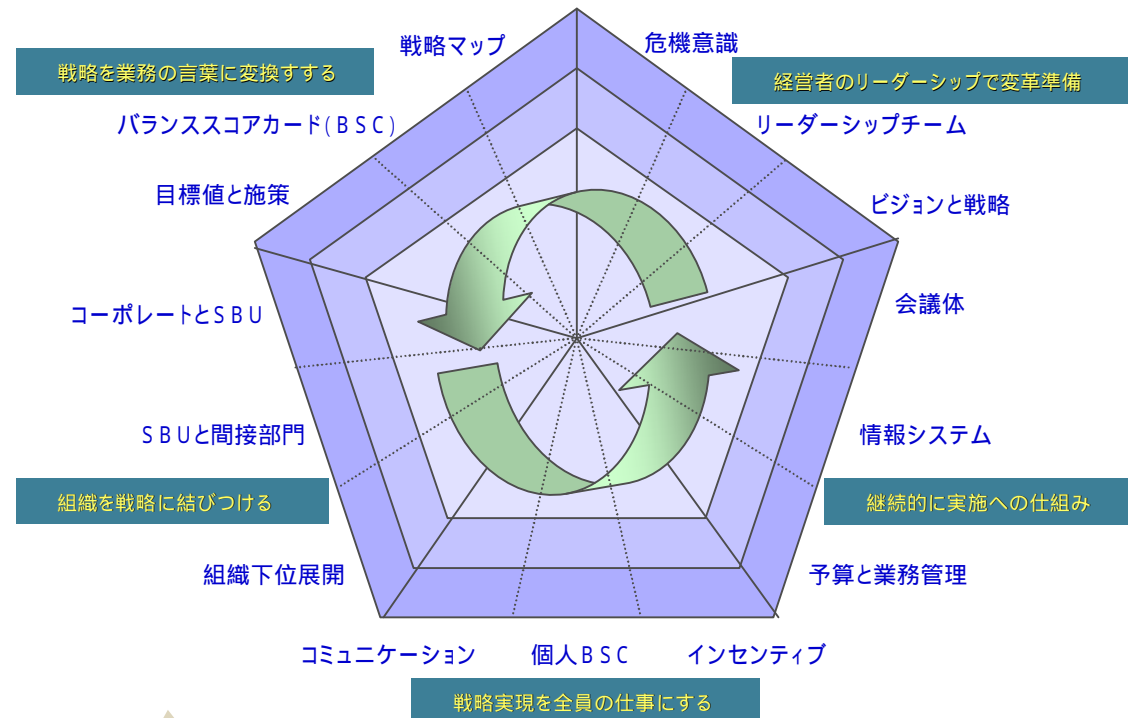 戦略マップ
危機意識
戦略を業務の言葉に変換すする
経営者のリーダーシップで変革準備
バランススコアカード(BSC)
リーダーシップチーム
目標値と施策
ビジョンと戦略
コーポレートとSBU
会議体
SBUと間接部門
情報システム
組織を戦略に結びつける
継続的に実施への仕組み
組織下位展開
予算と業務管理
コミュニケーション
個人BSC
インセンティブ
戦略実現を全員の仕事にする